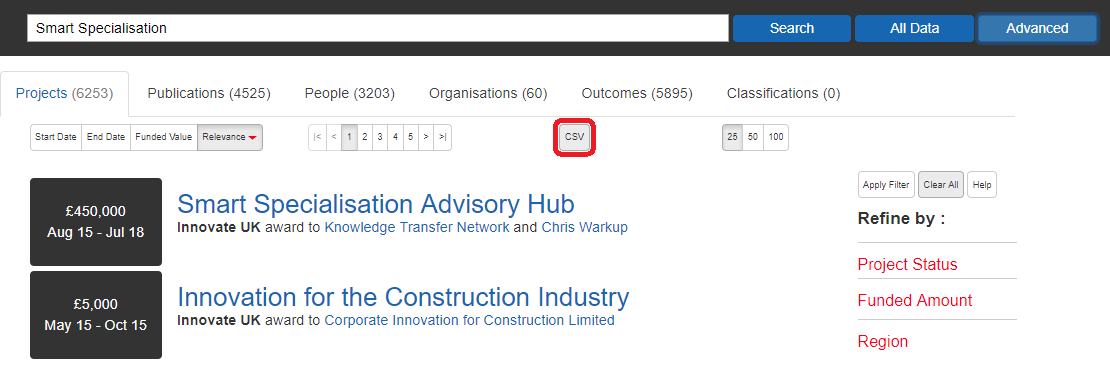 Smart Specialisation Search All Data Advanced
Projects (6253) Publications (4525) People (3203) Organisations (60) Outcomes (5895) Classifications (0)
Start Date End Date Funded Value Relevance |< < 1 2 3 4 5 > >| CSV 25 50 100
£450,000
Aug 15 - Jul 18
Smart Specialisation Advisory Hub
Innovate UK award to Knowledge Transfer Network and Chris Warkup
£5,000
May 15 - Oct 15
Innovation for the Construction Industry
Innovate UK award to Corporate Innovation for Construction Limited
Apply Filter Clear All Help
Refine by :
Project Status
Funded Amount
Region